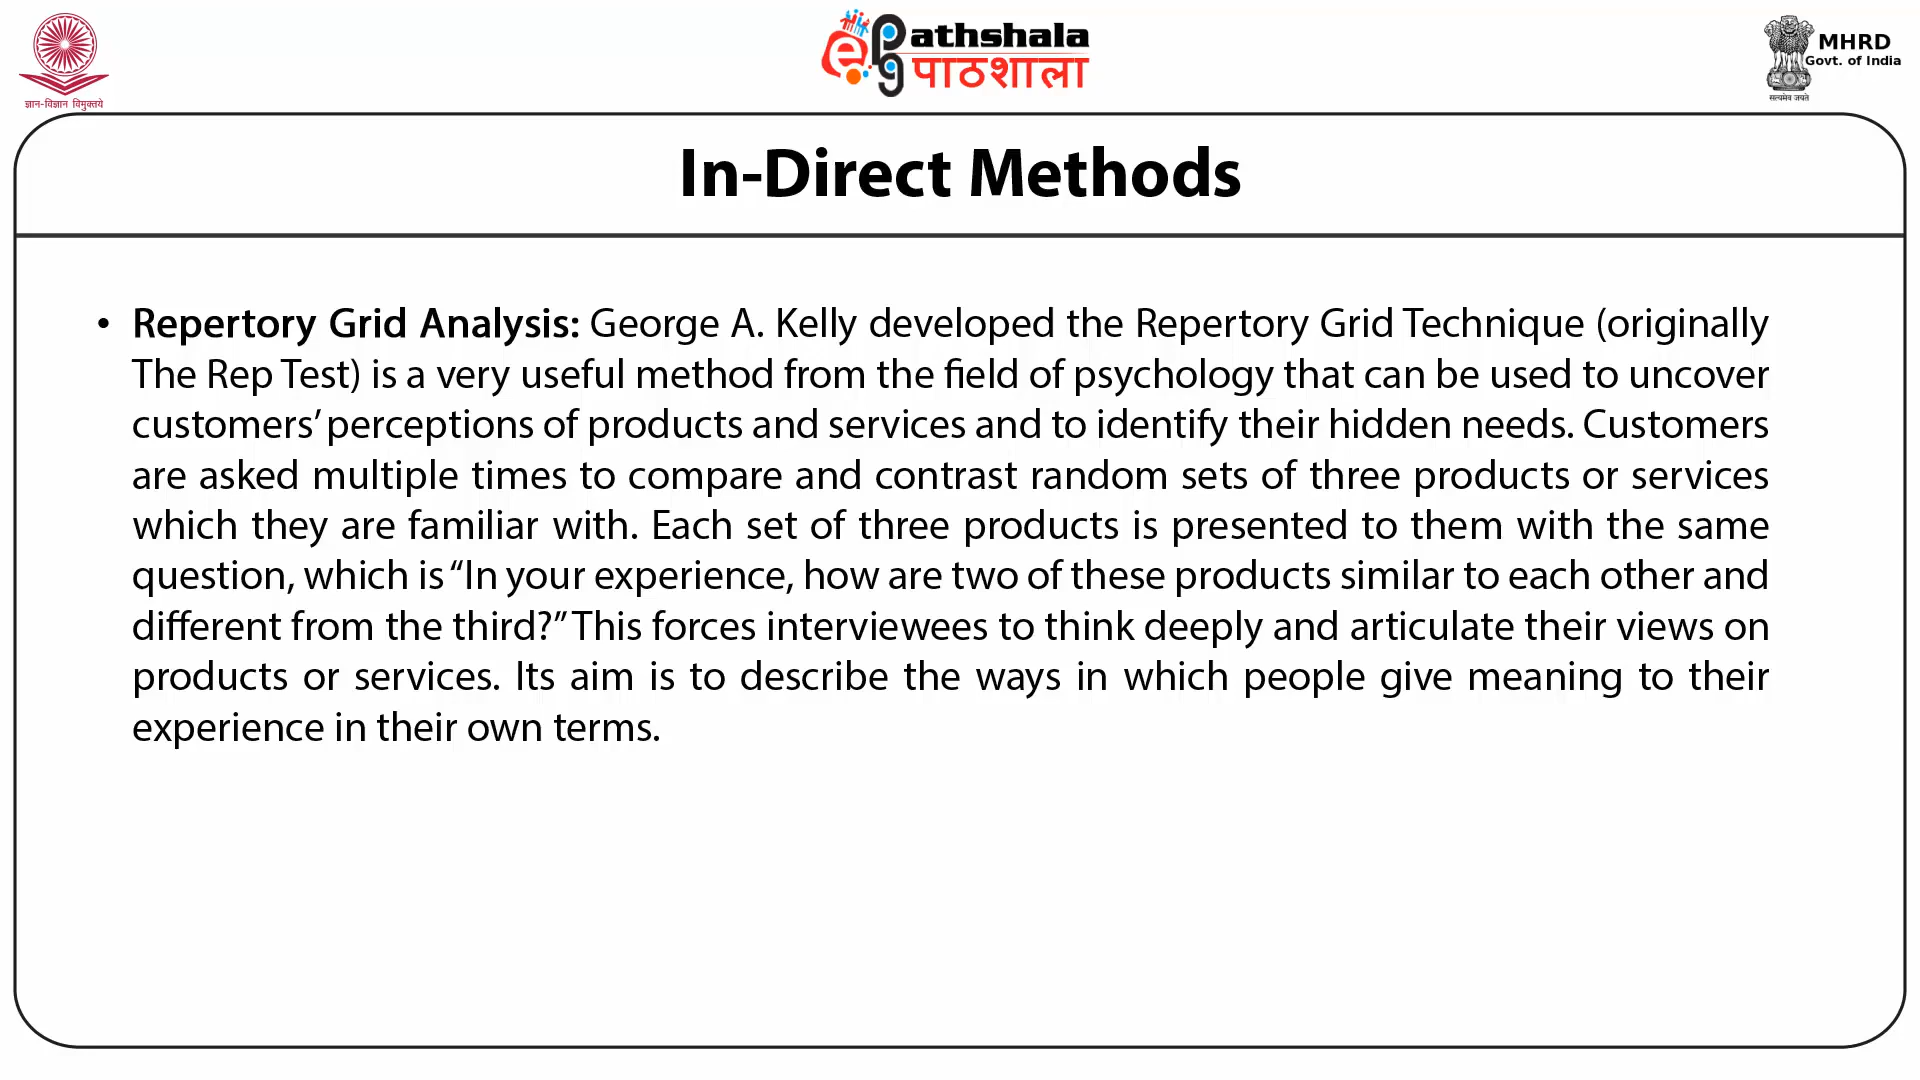 ज्ञान-विज्ञान विमुक्तये
ePG athshala
पाठशाला
MHRD
Govt. of India
सत्यमेव जयते
In-Direct Methods
• Repertory Grid Analysis: George A. Kelly developed the Repertory Grid Technique (originally
The Rep Test) is a very useful method from the field of psychology that can be used to uncover
customers’ perceptions of products and services and to identify their hidden needs. Customers
are asked multiple times to compare and contrast random sets of three products or services
which they are familiar with. Each set of three products is presented to them with the same
question, which is “In your experience, how are two of these products similar to each other and
different from the third?” This forces interviewees to think deeply and articulate their views on
products or services. Its aim is to describe the ways in which people give meaning to their
experience in their own terms.